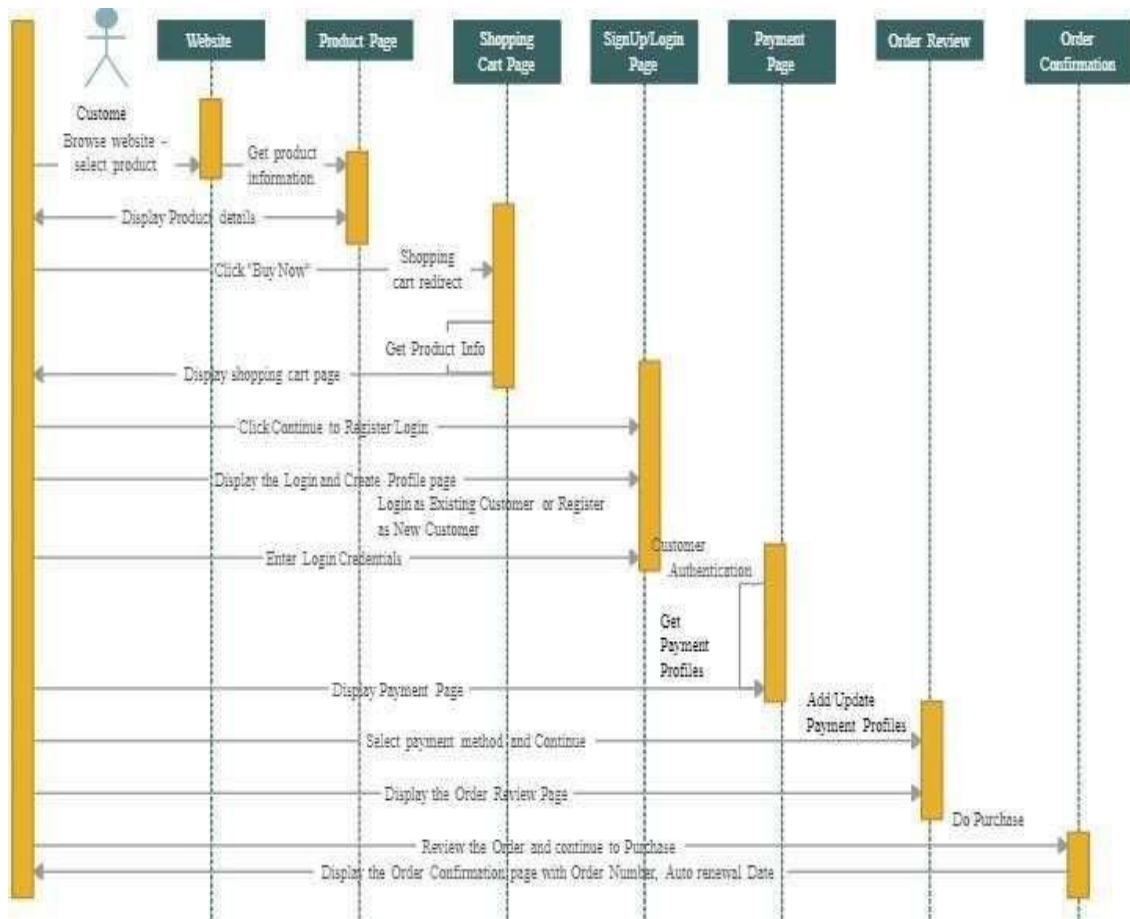 Website
Product Page
Shopping
Cart Page
SignUp/Login
Page
Payment
Page
Order Review
Order
Confirmation
Custome
Browse website –
select product
Get product
information.
Display Product details
Click "Buy Now"
Shopping
cart redirect
Get Product Info
Display shopping cart page
Click Continue to Register/Login
Display the Login and Create Profile page
Login as Existing Customer or Register
as New Customer
Enter Login Credentials
Customer
Authentication
Get
Payment
Profiles
Display Payment Page
Add/Update
Payment Profiles
Select payment method and Continue
Display the Order Review Page
Do Purchase
Review the Order and continue to Purchase
Display the Order Confirmation page with Order Number, Auto renewal Date